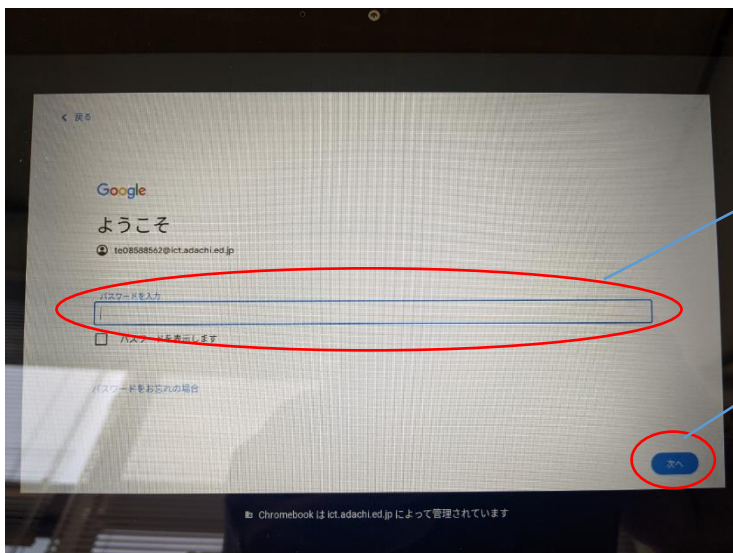 戻る
Google
ようこそ
te08588562@ict.adachi.ed.jp
パスワードを入力
パスワードを表示します
パスワードをお忘れの場合
次へ
Chromebook は ict.adachi.ed.jp によって管理されています